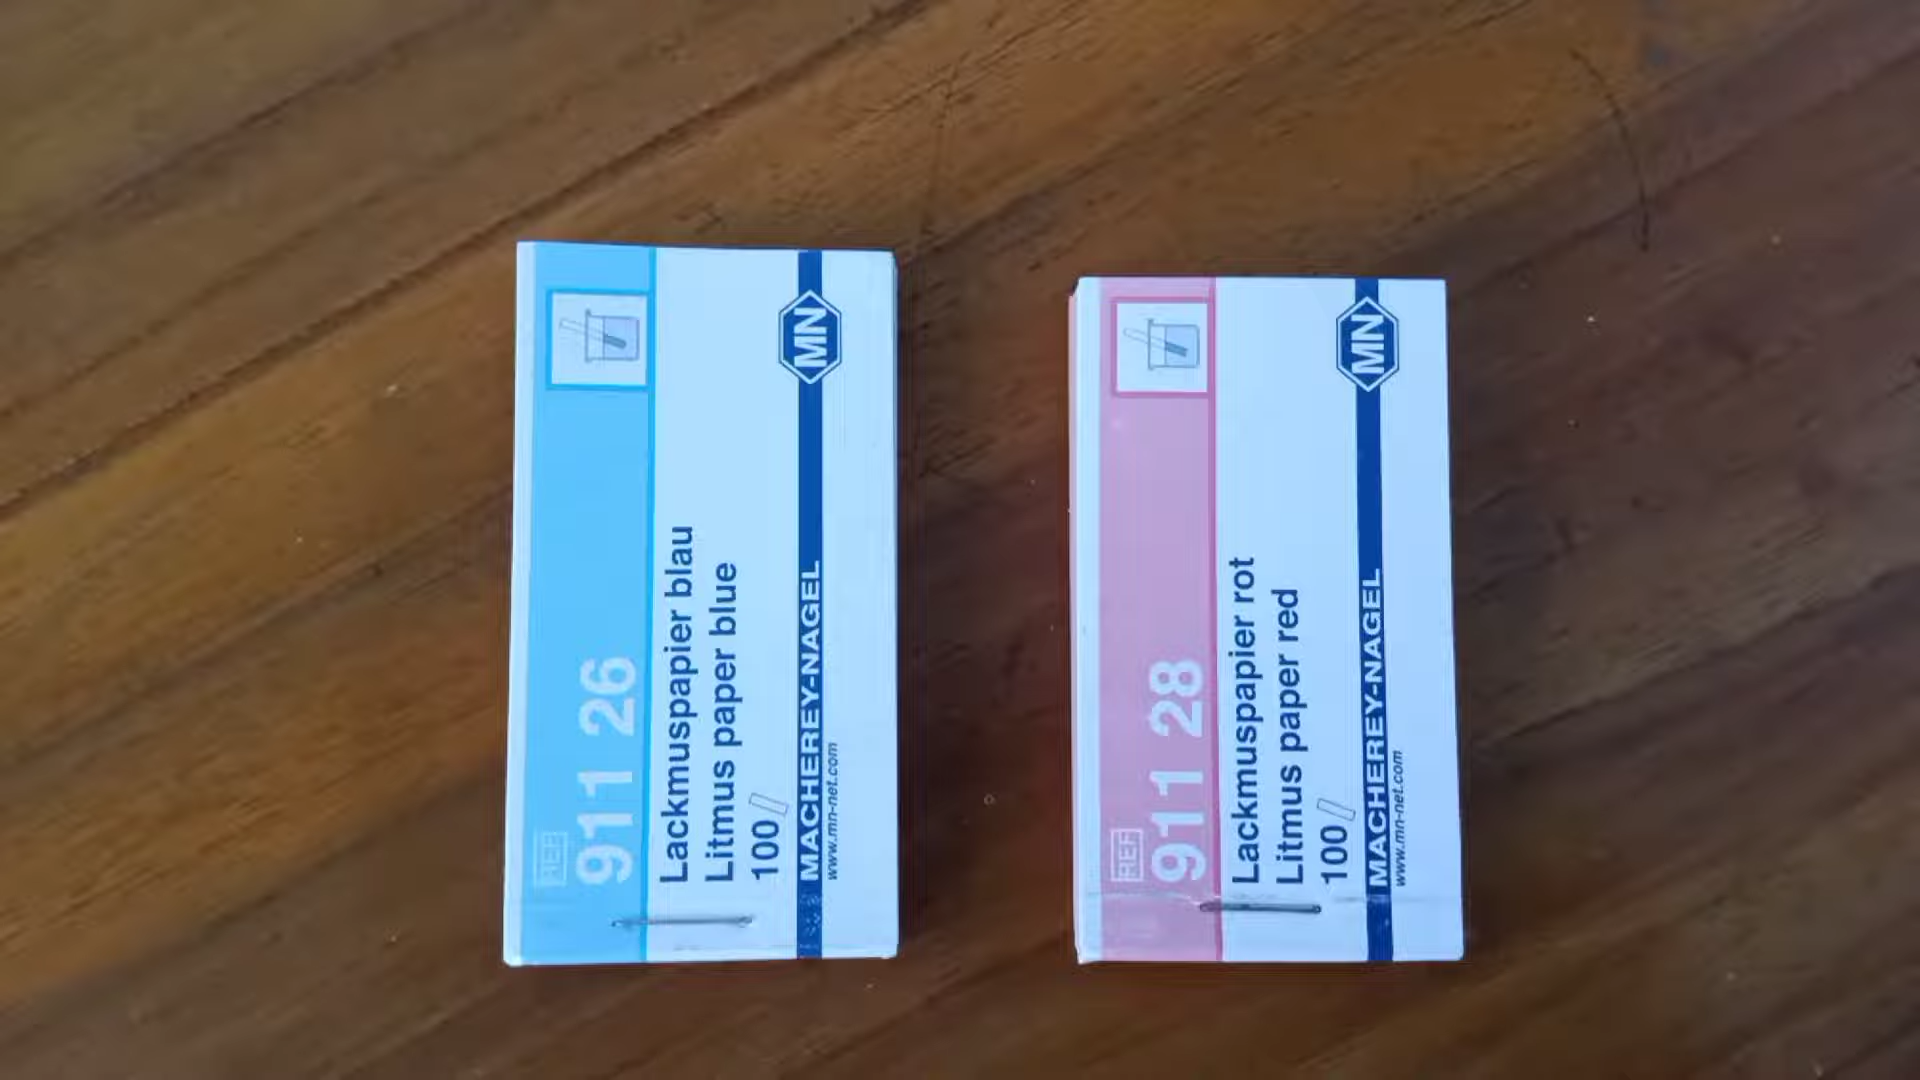 REF
911 26
Lackmuspapier blau
Litmus paper blue
100
MACHEREY-NAGEL
MN
www.mn-net.com
REF
911 28
Lackmuspapier rot
Litmus paper red
100
MACHEREY-NAGEL
MN
www.mn-net.com